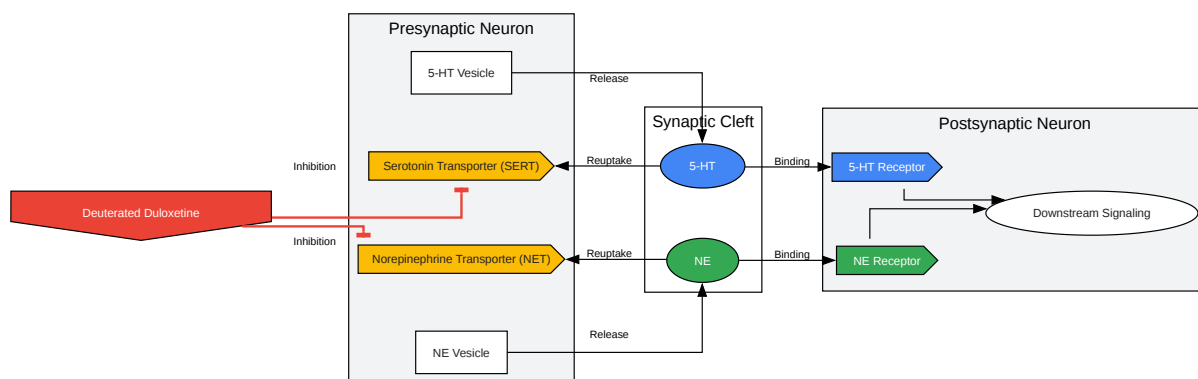 Presynaptic Neuron
5-HT Vesicle
Release
Synaptic Cleft
Postsynaptic Neuron
Inhibition
Serotonin Transporter (SERT)
Reuptake
5-HT
Binding
5-HT Receptor
Deuterated Duloxetine
Downstream Signaling
Inhibition
Norepinephrine Transporter (NET)
Reuptake
NE
Binding
NE Receptor
Release
NE Vesicle